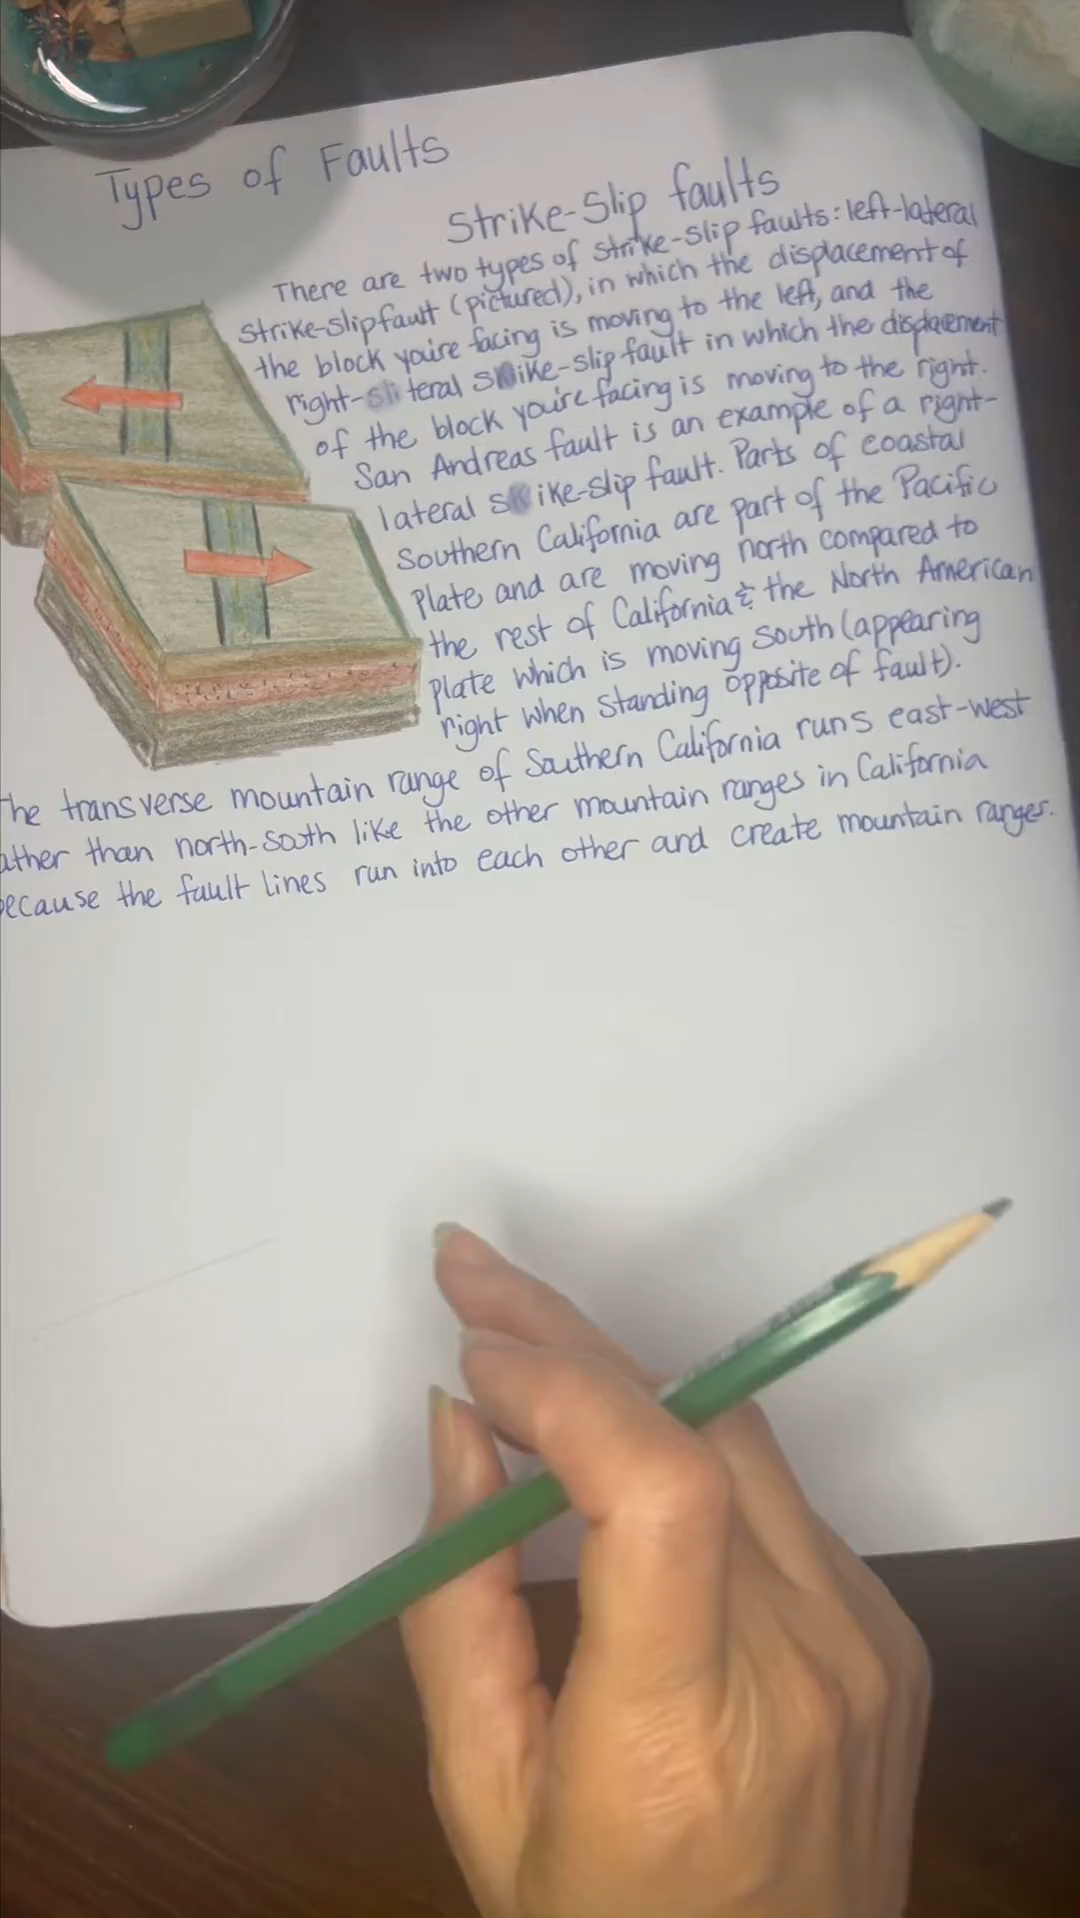 Types of Faults
Strike-Slip faults
There are two types of strike-slip faults: left-lateral
strike-slip fault (pictured), in which the displacement of
the block you're facing is moving to the left, and the
right-sliteral strike-slip fault in which the displacement
of the block you're facing is moving to the right.
San Andreas fault is an example of a right-
lateral strike-slip fault. Parts of coastal
Southern California are part of the Pacific
Plate and are moving north compared to
the rest of California & the North American
Plate which is moving south (appearing
right when standing opposite of fault).
The transverse mountain range of Southern California runs east-west
ather than north-south like the other mountain ranges in California
because the fault lines run into each other and create mountain ranges.